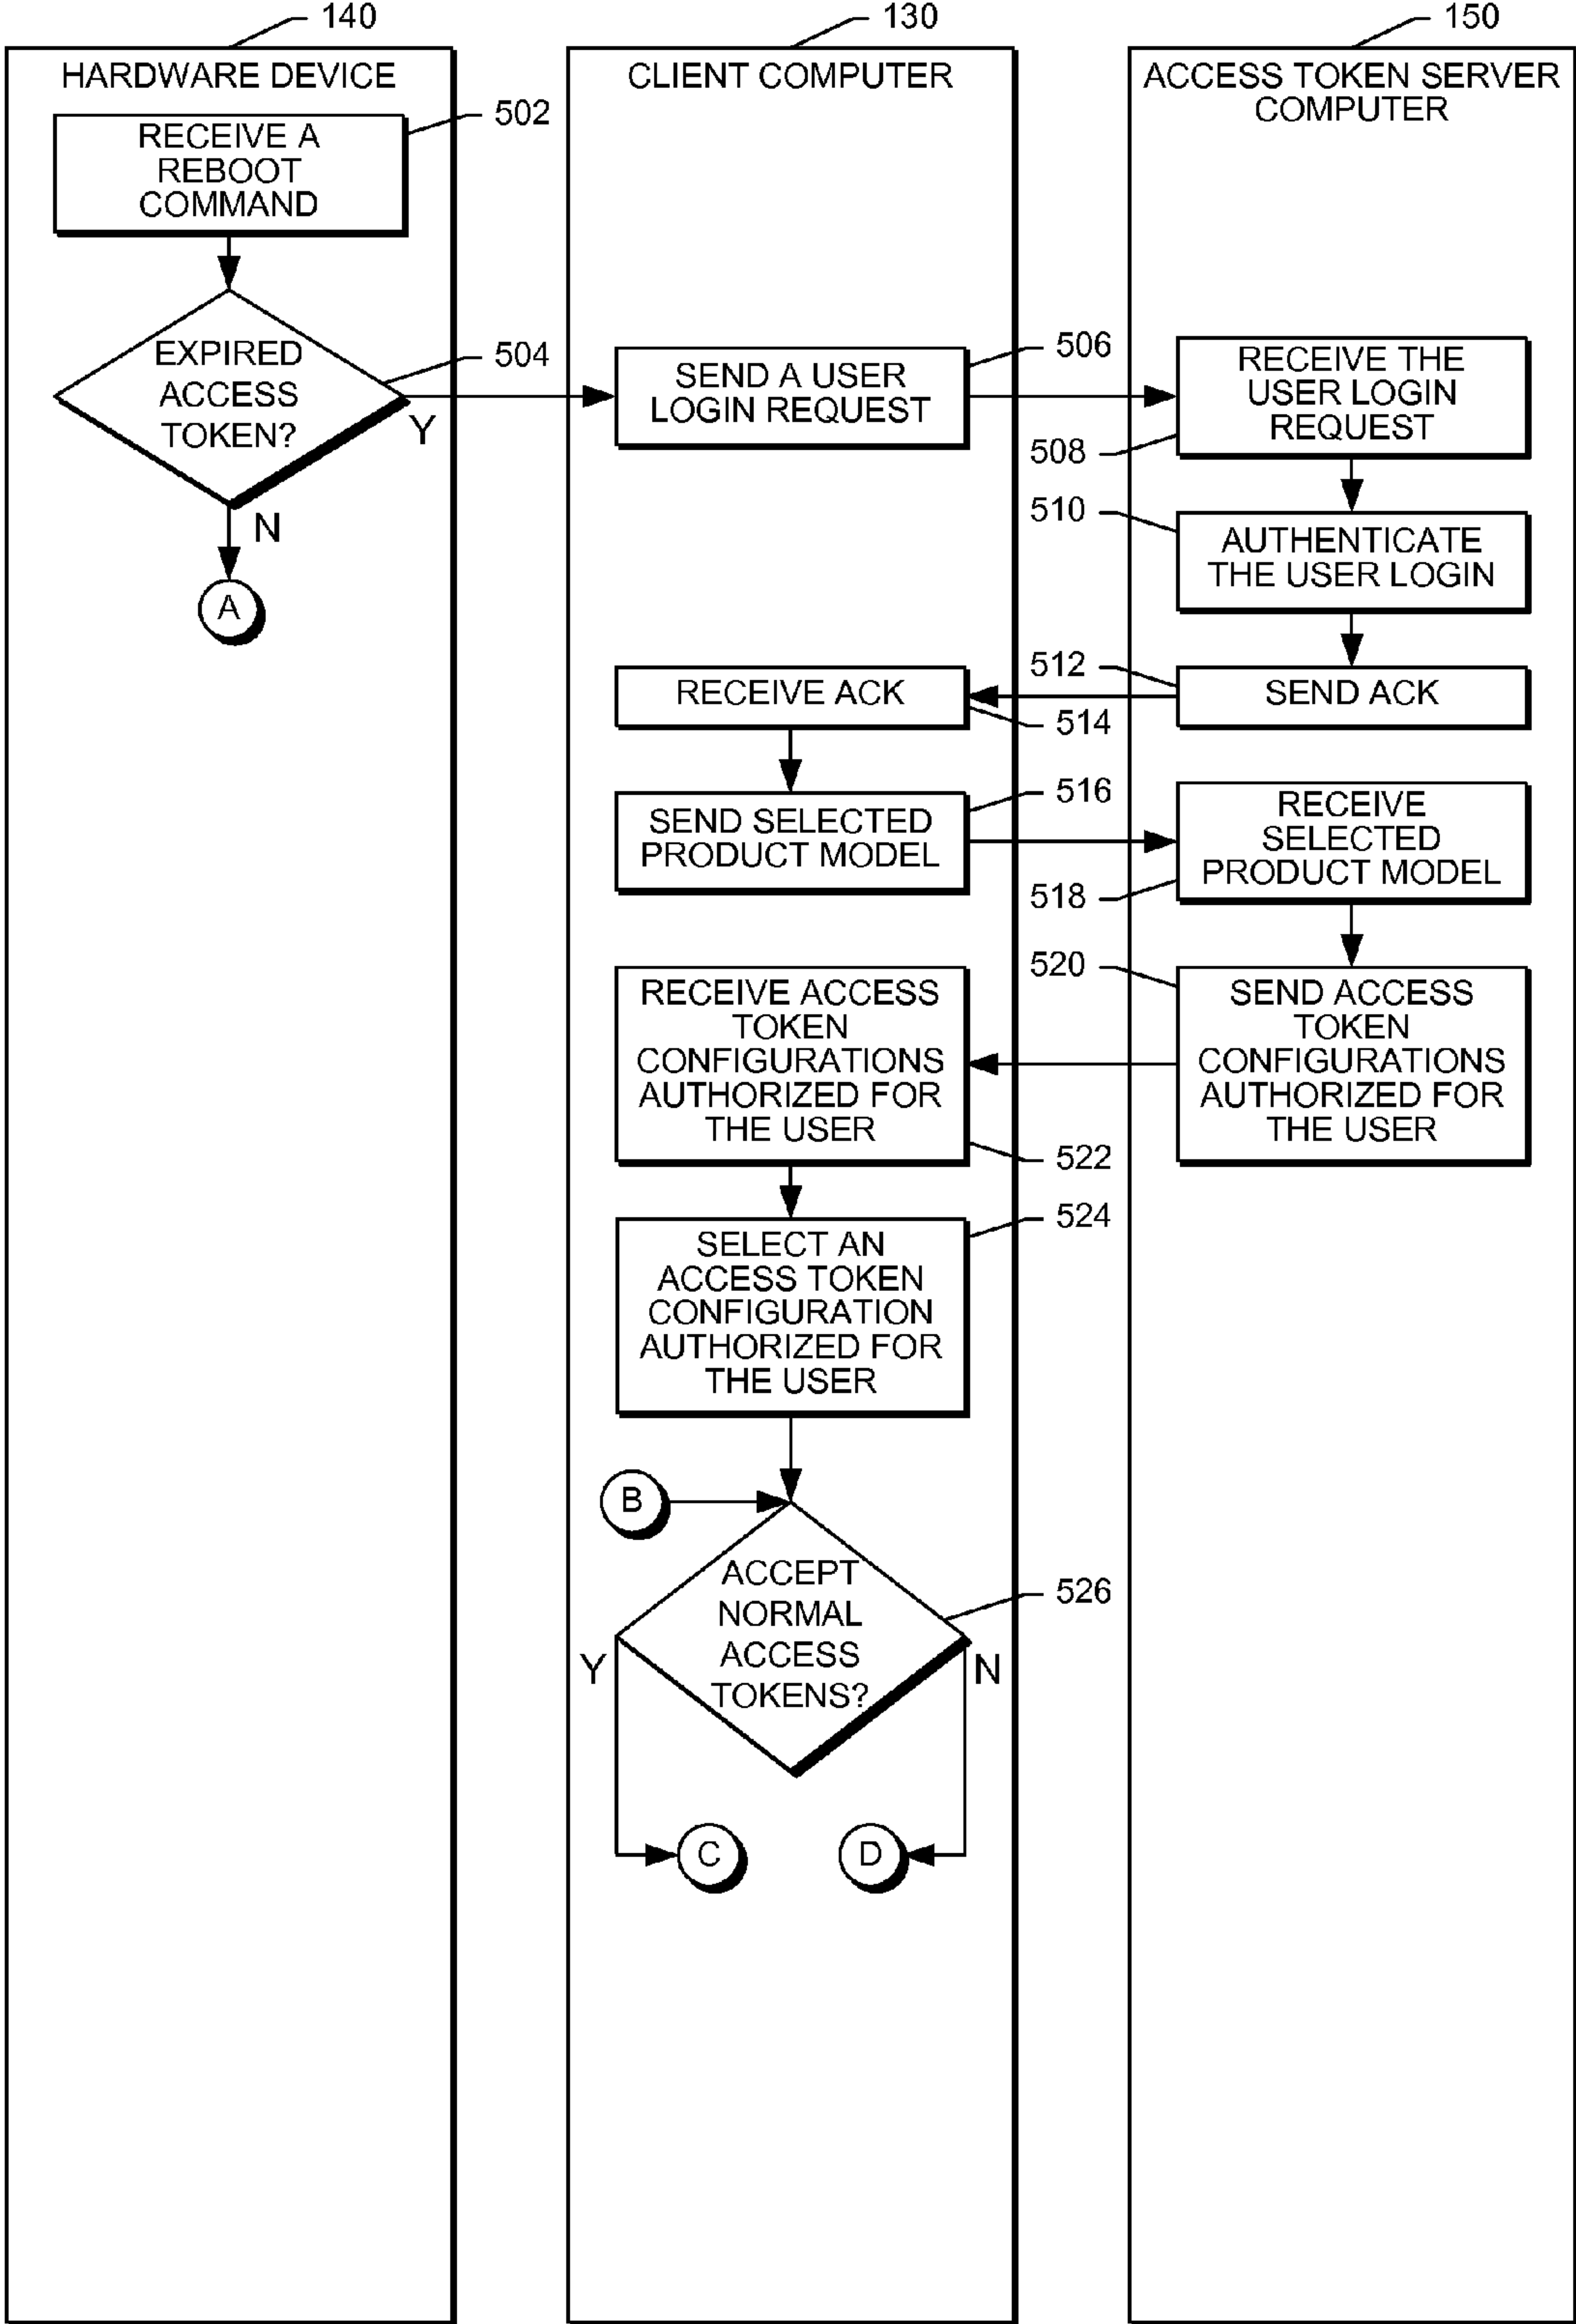 140
130
150
HARDWARE DEVICE
CLIENT COMPUTER
ACCESS TOKEN SERVER
COMPUTER
502
RECEIVE A
REBOOT
COMMAND
504
EXPIRED
ACCESS
TOKEN?
Y
N
A
506
SEND A USER
LOGIN REQUEST
RECEIVE THE
USER LOGIN
REQUEST
508
510
AUTHENTICATE
THE USER LOGIN
512
SEND ACK
RECEIVE ACK
514
516
SEND SELECTED
PRODUCT MODEL
RECEIVE
SELECTED
PRODUCT MODEL
518
520
SEND ACCESS
TOKEN
CONFIGURATIONS
AUTHORIZED FOR
THE USER
RECEIVE ACCESS
TOKEN
CONFIGURATIONS
AUTHORIZED FOR
THE USER
522
524
SELECT AN
ACCESS TOKEN
CONFIGURATION
AUTHORIZED FOR
THE USER
B
ACCEPT
NORMAL
ACCESS
TOKENS?
526
Y
N
C
D